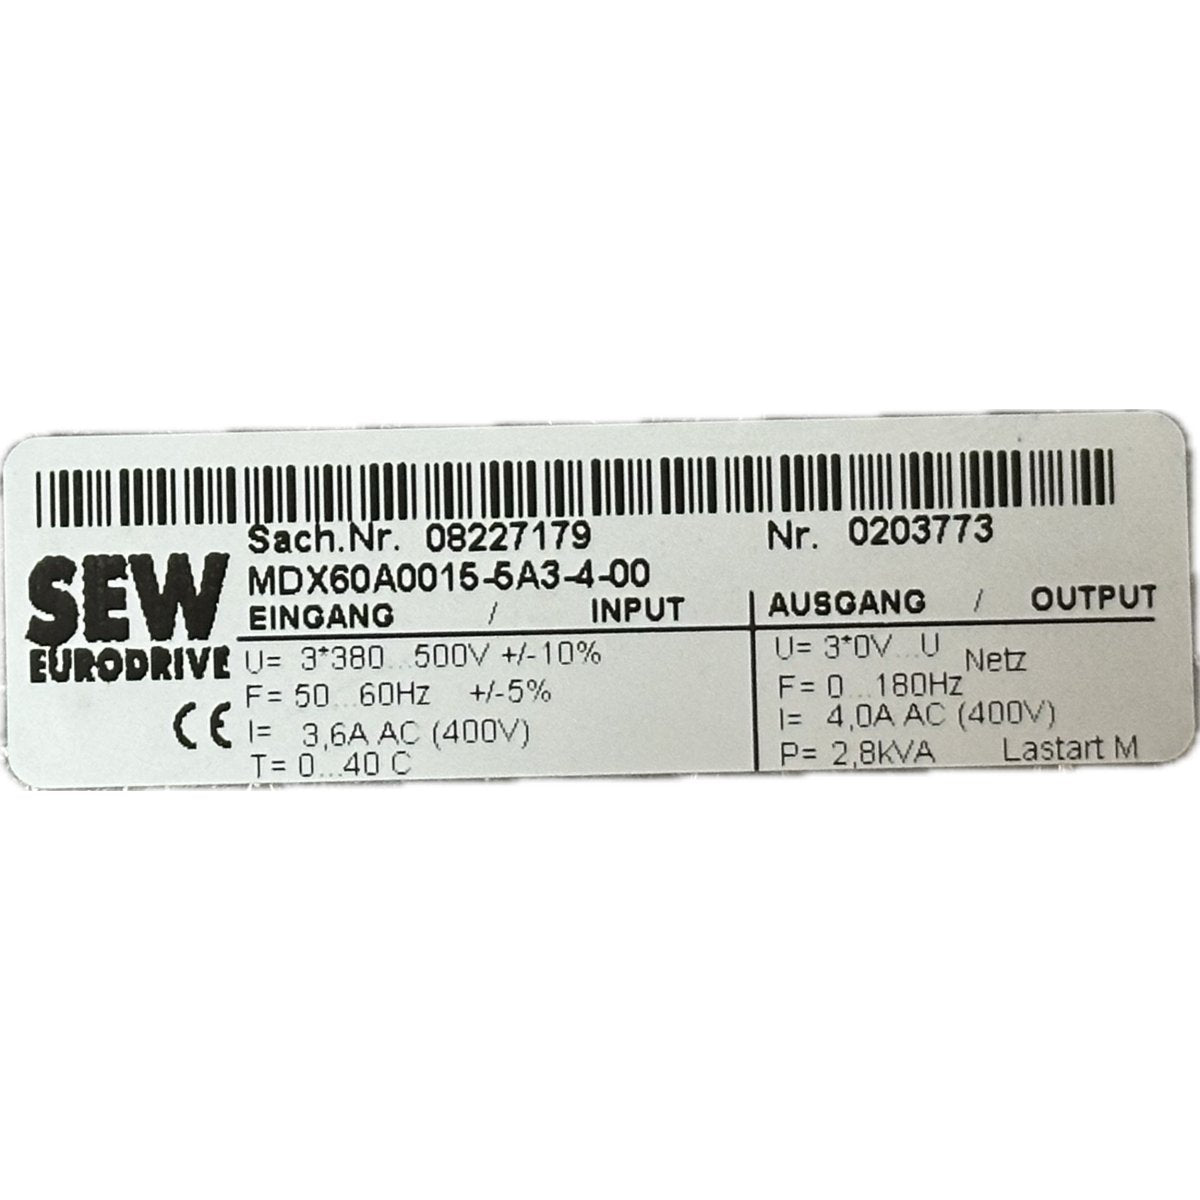 Sach.Nr. 08227179 Nr. 0203773
SEW
EURODRIVE
MDX60A0015-5A3-4-00
EINGANG / INPUT
U= 3*380...500V +/-10%
F= 50...60Hz +/-5%
I= 3,6A AC (400V)
T= 0...40 C
CE
AUSGANG / OUTPUT
U= 3*0V...U Netz
F= 0...180Hz
I= 4,0A AC (400V)
P= 2,8kVA Lastart M